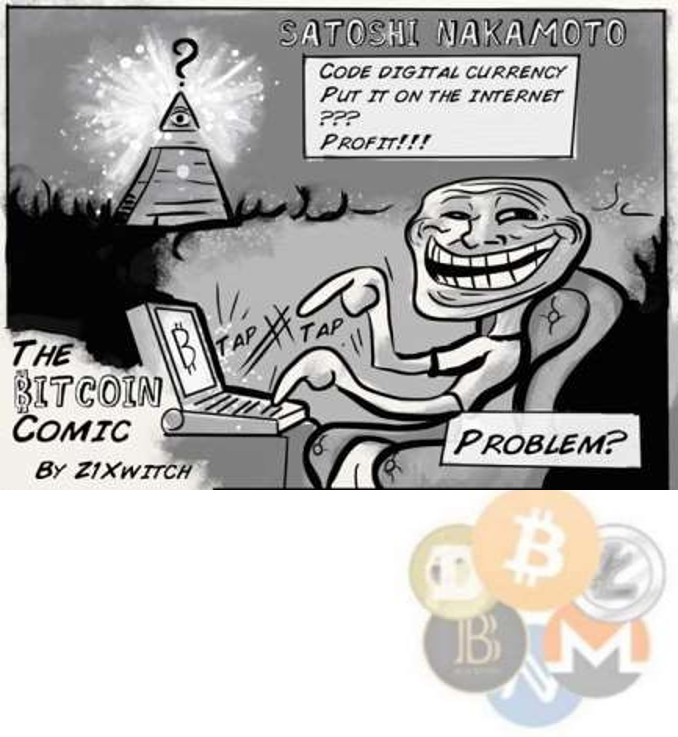 ?
SATOSHI NAKAMOTO
CODE DIGITAL CURRENCY
PUT IT ON THE INTERNET
???
PROFIT!!!
B
TAP
TAP
THE
BITCOIN
COMIC
BY Z1XWITCH
PROBLEM?